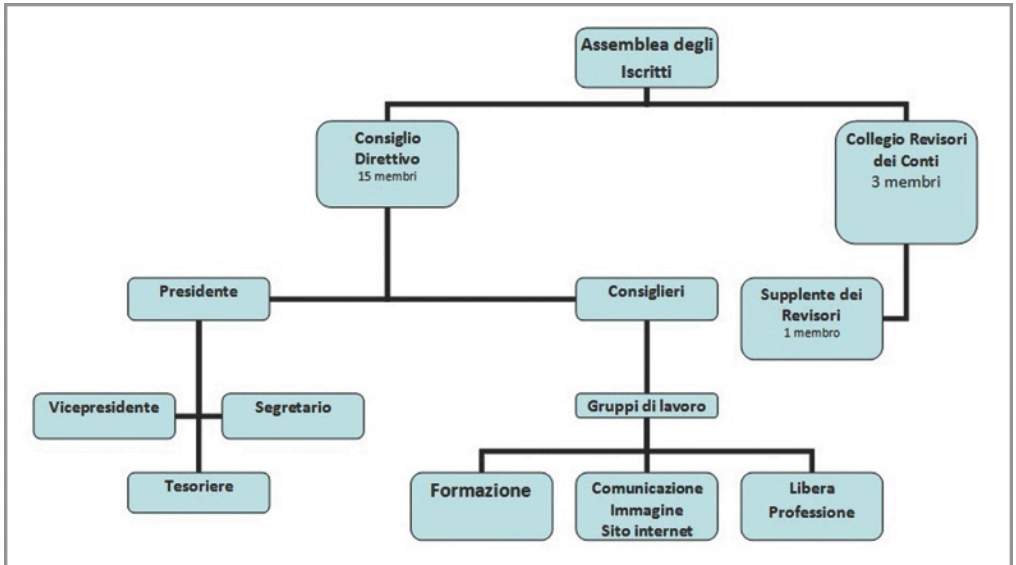 Assemblea degli
Iscritti
Consiglio
Direttivo
15 membri
Collegio Revisori
dei Conti
3 membri
Presidente
Consiglieri
Supplente dei
Revisori
1 membro
Vicepresidente
Segretario
Gruppi di lavoro
Tesoriere
Formazione
Comunicazione
Immagine
Sito internet
Libera
Professione